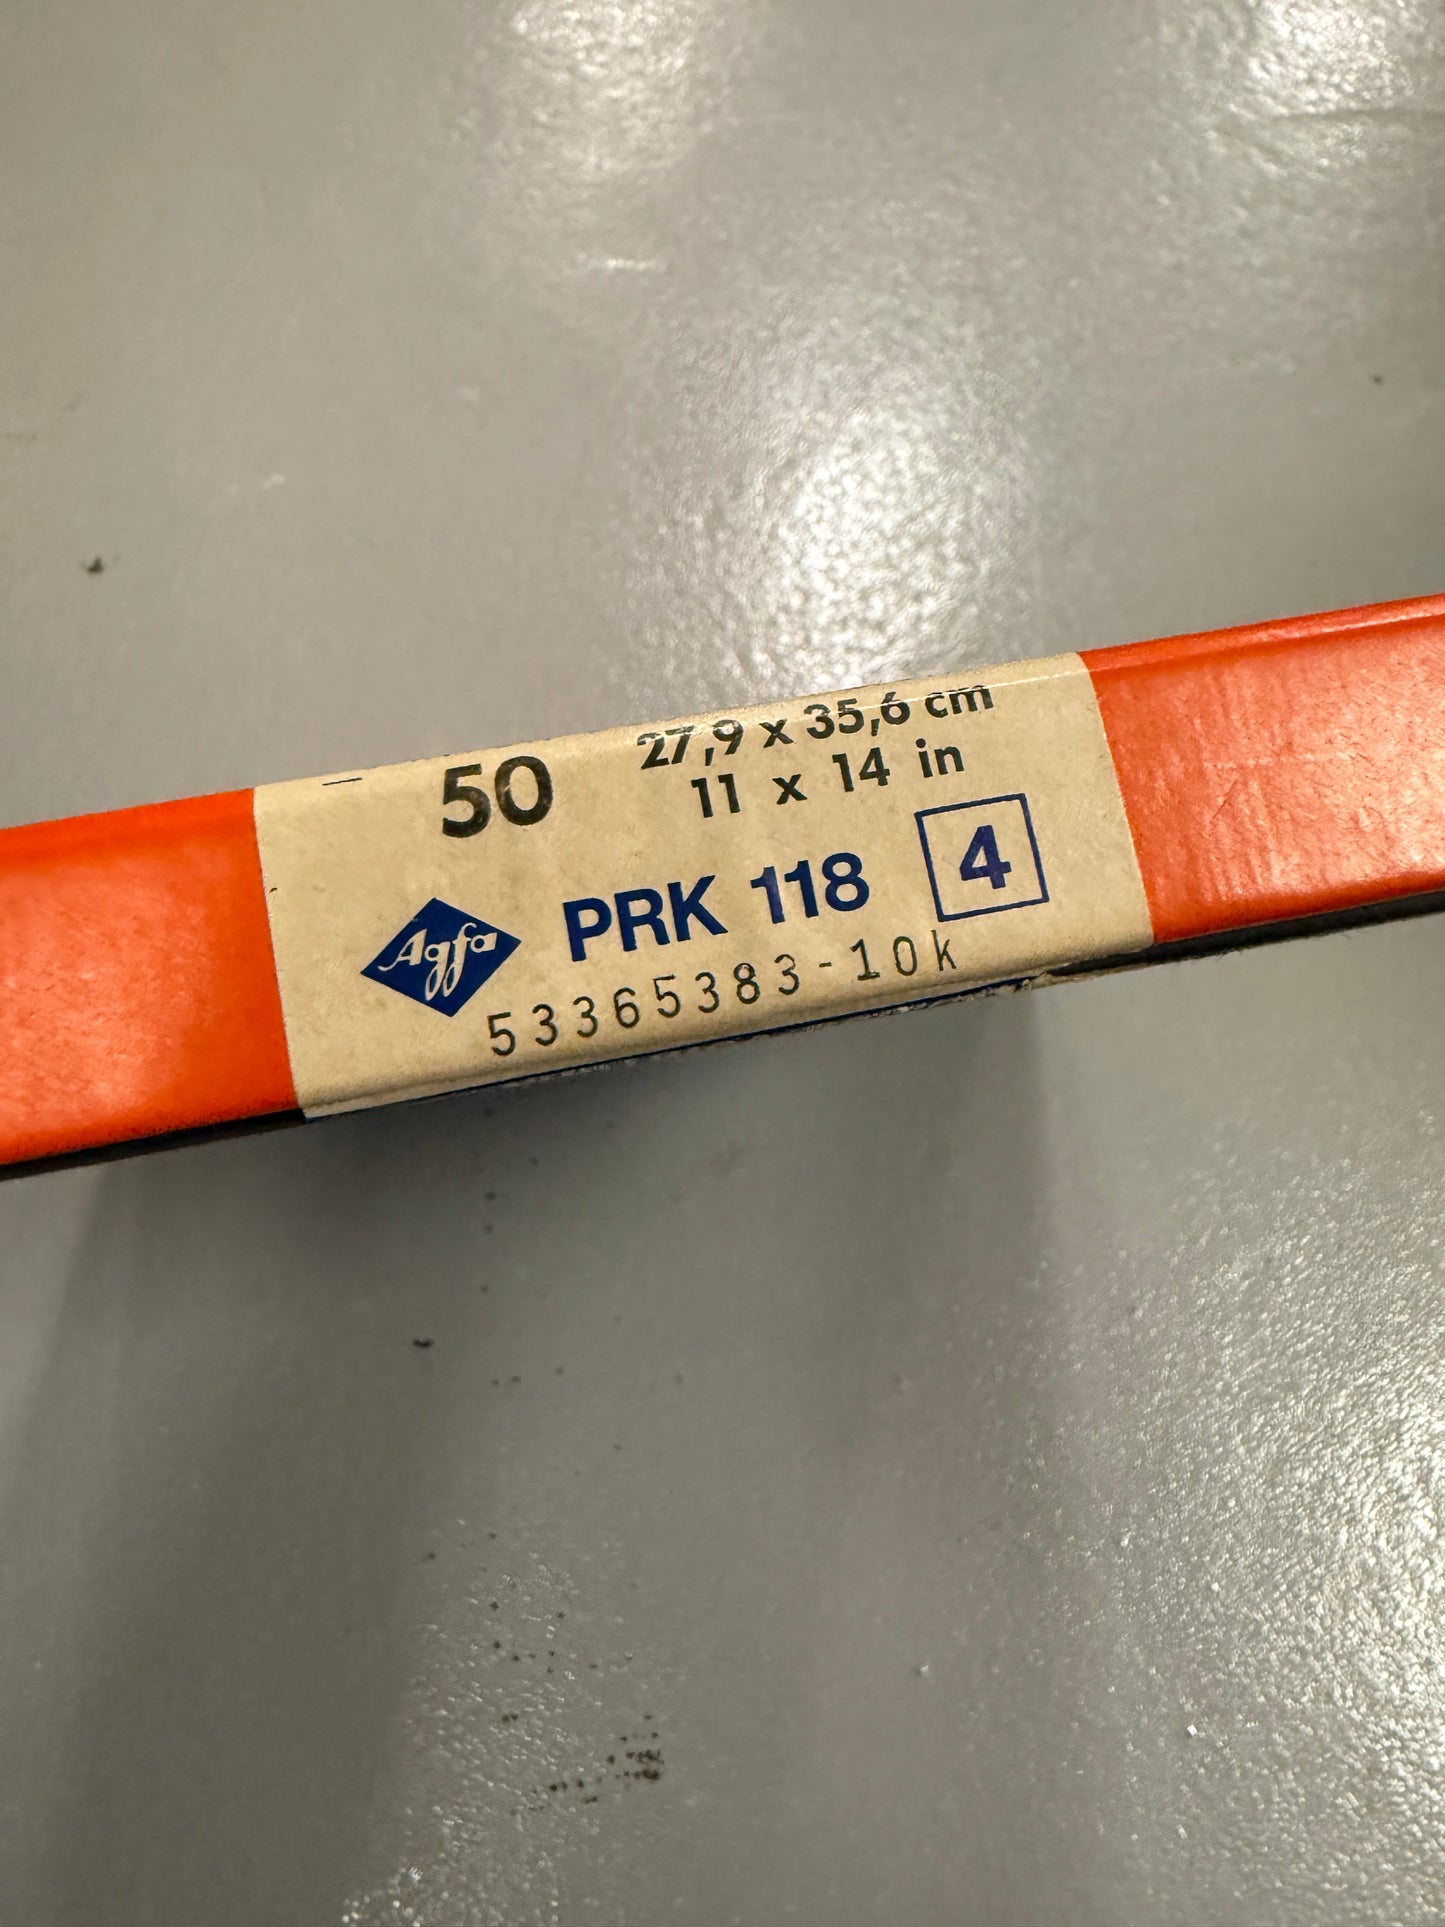 50
27,9 x 35,6 cm
11 x 14 in
Agfa
PRK 118
4
53365383-10k